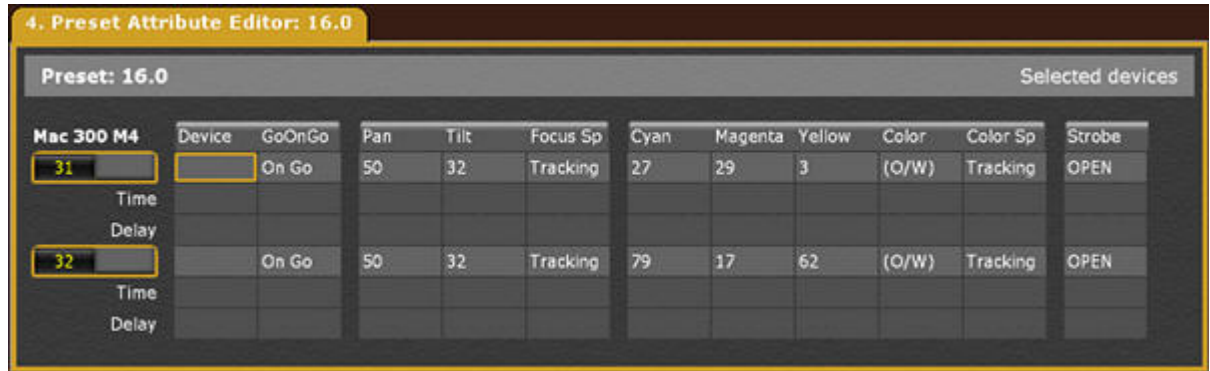 4. Preset Attribute Editor: 16.0
Preset: 16.0 Selected devices
Mac 300 M4 Device GoOnGo Pan Tilt Focus Sp Cyan Magenta Yellow Color Color Sp Strobe
31 On Go 50 32 Tracking 27 29 3 (O/W) Tracking OPEN
Time
Delay
32 On Go 50 32 Tracking 79 17 62 (O/W) Tracking OPEN
Time
Delay